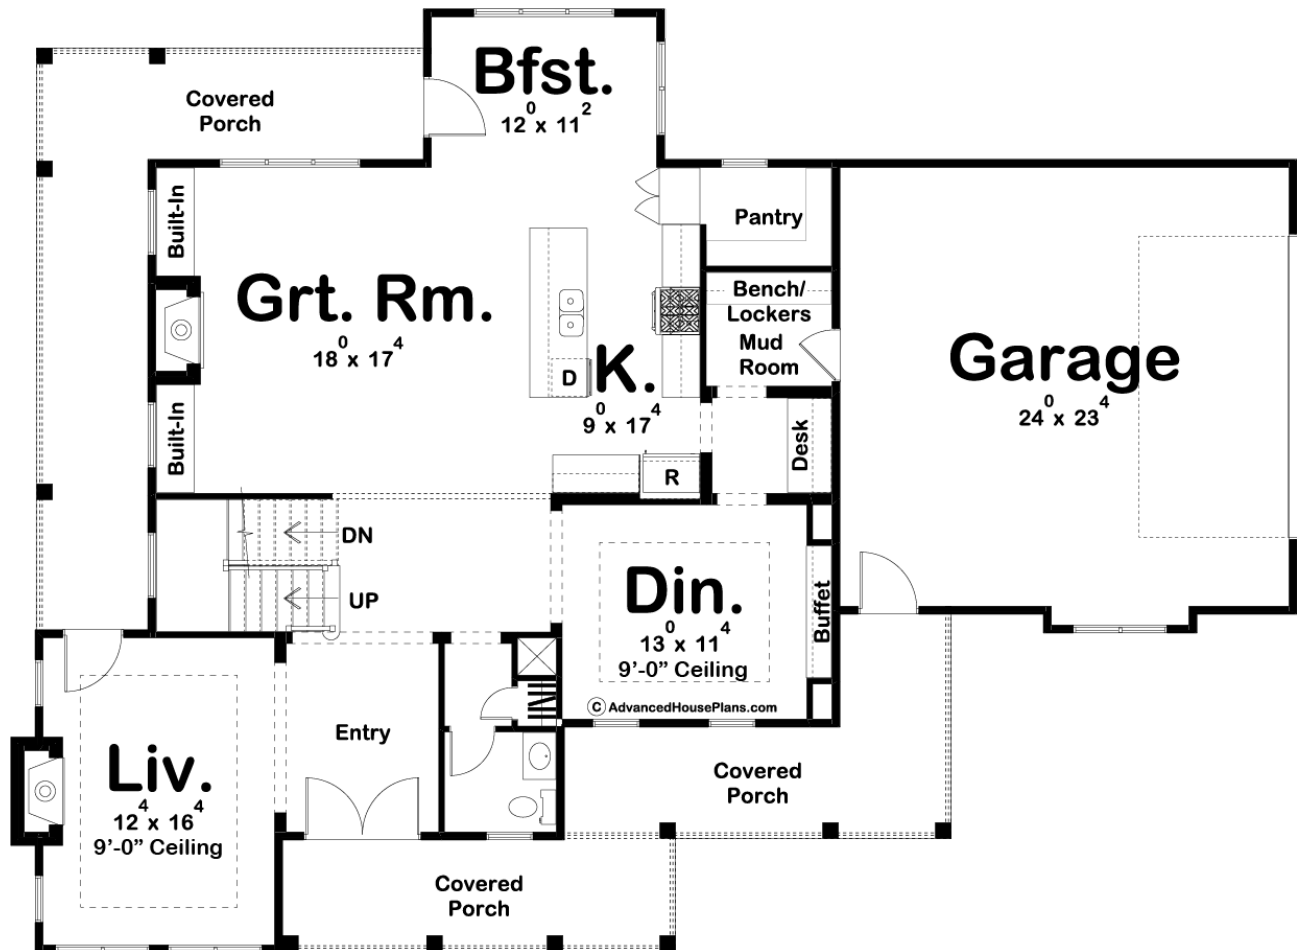 Bfst.
12⁰ x 11²
Covered
Porch
Built-In
Pantry
Grt. Rm.
18⁰ x 17⁴
Bench/
Lockers
Mud
Room
Garage
24⁰ x 23⁴
D
K.
9⁰ x 17⁴
Built-In
Desk
R
DN
UP
Din.
13⁰ x 11⁴
9’-0” Ceiling
Buffet
© AdvancedHousePlans.com
Entry
Liv.
12⁴ x 16⁴
9’-0” Ceiling
Covered
Porch
Covered
Porch